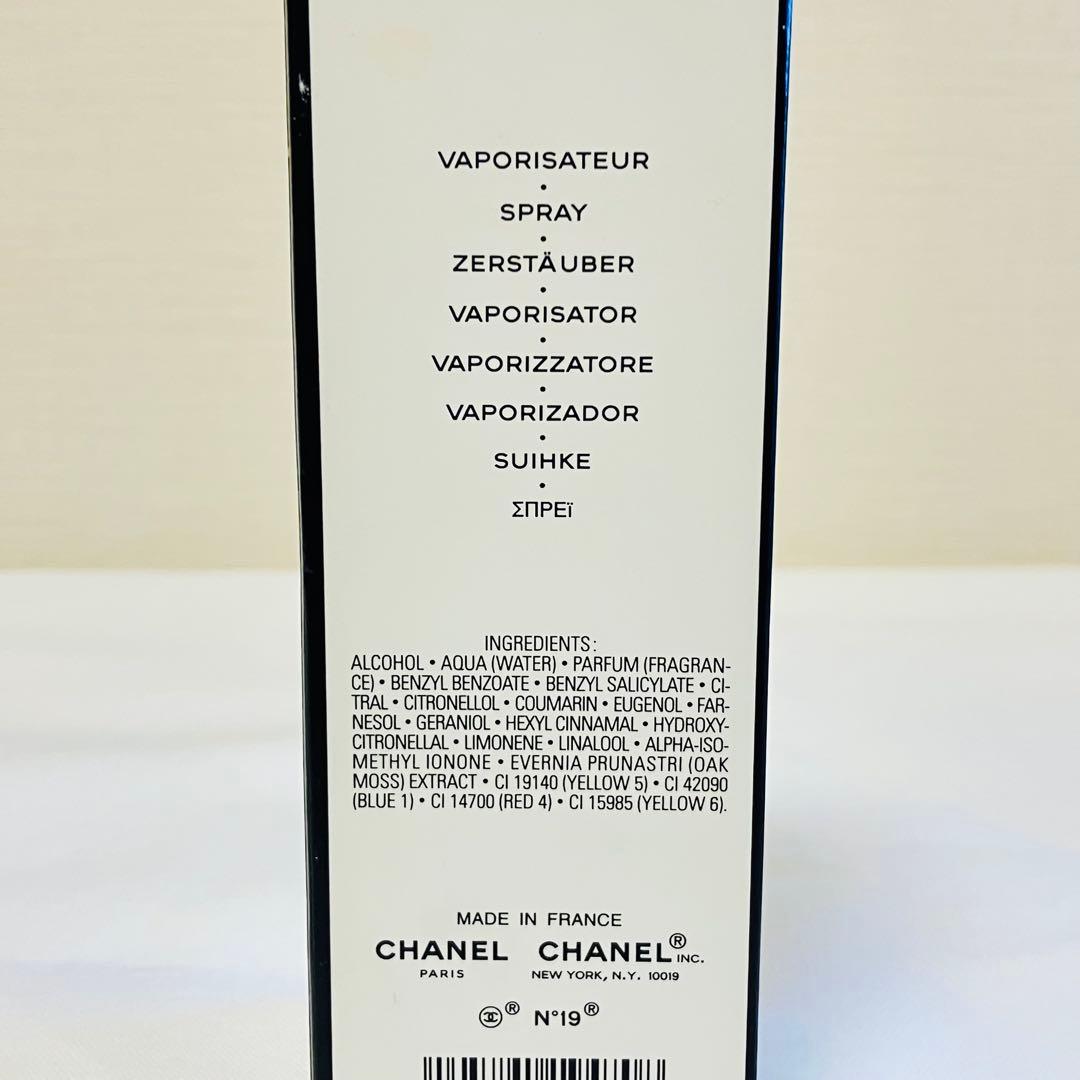 VAPORISATEUR
•
SPRAY
•
ZERSTÄUBER
•
VAPORISATOR
•
VAPORIZZATORE
•
VAPORIZADOR
•
SUIHKE
•
ΣΠΡΕΪ
INGREDIENTS:
ALCOHOL • AQUA (WATER) • PARFUM (FRAGRAN-
CE) • BENZYL BENZOATE • BENZYL SALICYLATE • CI-
TRAL • CITRONELLOL • COUMARIN • EUGENOL • FAR-
NESOL • GERANIOL • HEXYL CINNAMAL • HYDROXY-
CITRONELLAL • LIMONENE • LINALOOL • ALPHA-ISO-
METHYL IONONE • EVERNIA PRUNASTRI (OAK
MOSS) EXTRACT • CI 19140 (YELLOW 5) • CI 42090
(BLUE 1) • CI 14700 (RED 4) • CI 15985 (YELLOW 6).
MADE IN FRANCE
CHANEL CHANEL® INC.
PARIS NEW YORK, N.Y. 10019
® N°19®